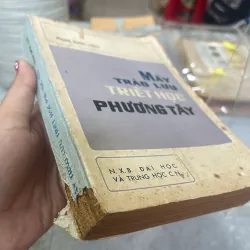 MẤY
TRÀO LƯU
TRIẾT HỌC
PHƯƠNG TÂY
N.X.B. ĐẠI HỌC
VÀ TRUNG HỌC C.N.